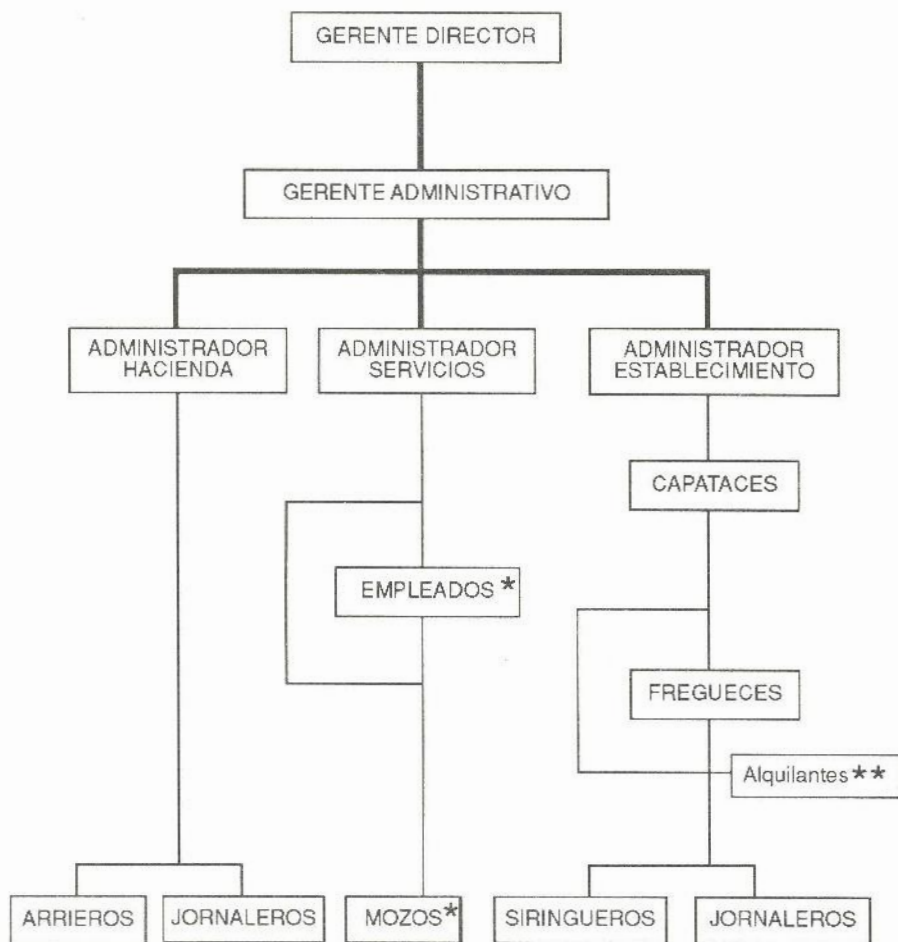 GERENTE DIRECTOR
GERENTE ADMINISTRATIVO
ADMINISTRADOR
HACIENDA
ADMINISTRADOR
SERVICIOS
ADMINISTRADOR
ESTABLECIMIENTO
CAPATACES
EMPLEADOS *
FREGUECES
Alquilantes **
ARRIEROS
JORNALEROS
MOZOS*
SIRINGUEROS
JORNALEROS